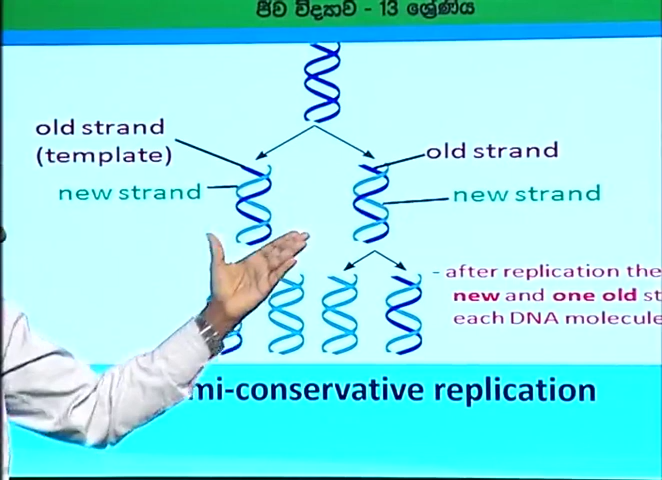 ජීව විද්‍යාව - 13 ශ්‍රේණිය
old strand
(template)
new strand
old strand
new strand
- after replication the
new and one old st
each DNA molecule
mi-conservative replication